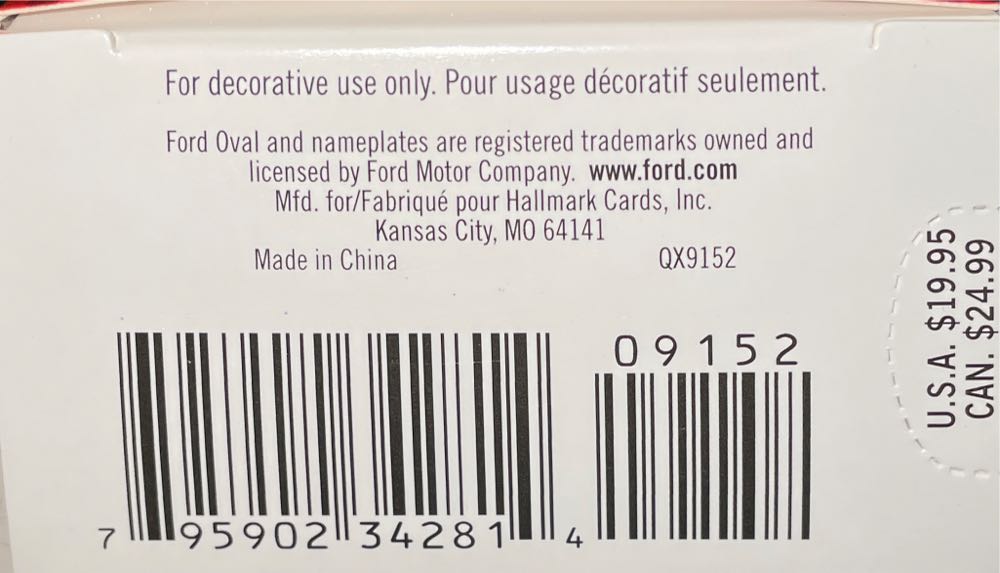 For decorative use only. Pour usage décoratif seulement.
Ford Oval and nameplates are registered trademarks owned and
licensed by Ford Motor Company. www.ford.com
Mfd. for/Fabriqué pour Hallmark Cards, Inc.
Kansas City, MO 64141
Made in China QX9152
09152
7 95902 34281 4
U.S.A. $19.95
CAN. $24.99